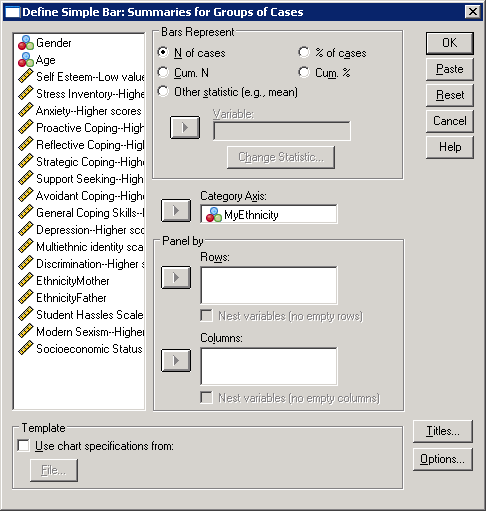 Define Simple Bar: Summaries for Groups of Cases
Gender
Age
Self Esteem--Low value
Stress Inventory--Highe
Anxiety--Higher scores
Proactive Coping--Highe
Reflective Coping--High
Strategic Coping--Highe
Support Seeking--High
Avoidant Coping--Highe
General Coping Skills--
Depression--Higher sco
Multiethnic identity sca
Discrimination--Higher s
EthnicityMother
EthnicityFather
Student Hassles Scale
Modern Sexism--Higher
Socioeconomic Status
Bars Represent
N of cases
% of cases
Cum. N
Cum. %
Other statistic (e.g., mean)
Variable:
Change Statistic...
Category Axis:
MyEthnicity
Panel by
Rows:
Nest variables (no empty rows)
Columns:
Nest variables (no empty columns)
OK
Paste
Reset
Cancel
Help
Template
Use chart specifications from:
File...
Titles...
Options...